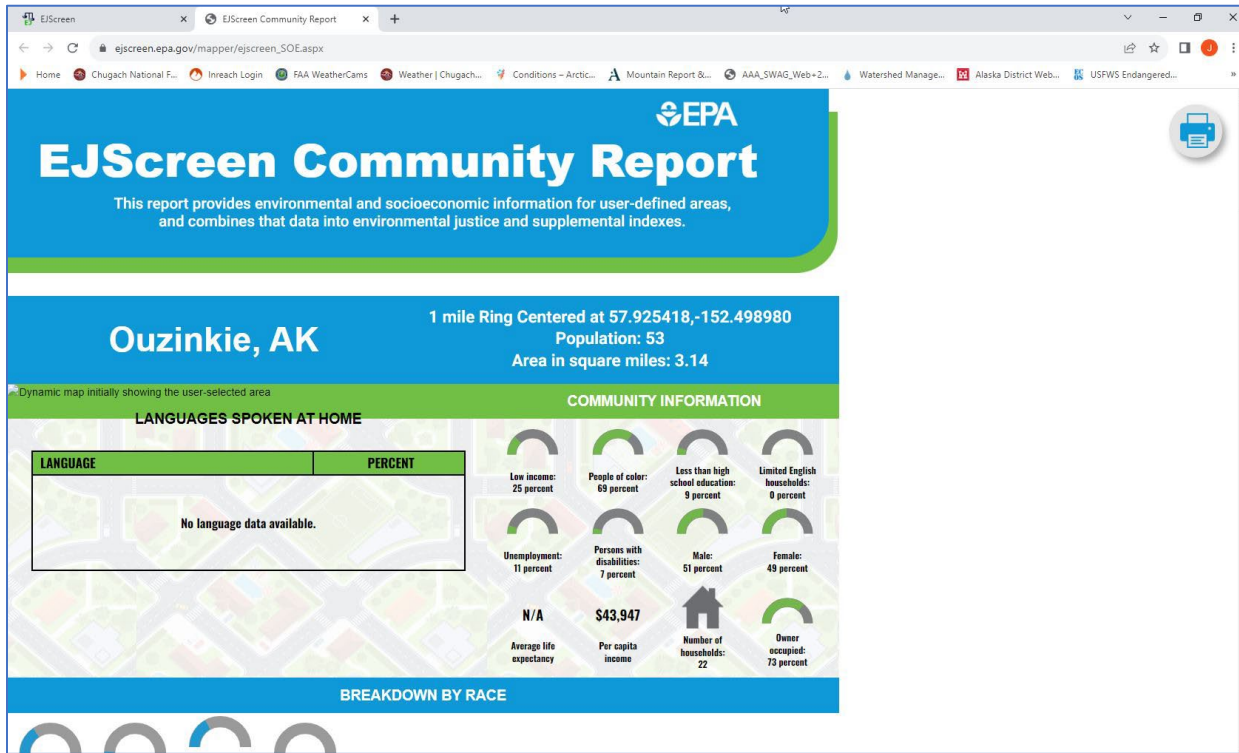 EJScreen
EJScreen Community Report
ejscreen.epa.gov/mapper/ejscreen_SOE.aspx
Home Chugach National F... Inreach Login FAA WeatherCams Weather | Chugach... Conditions – Arctic... Mountain Report &... AAA_SWAG_Web+2... Watershed Manage... Alaska District Web... USFWS Endangered... »
J
EPA
EJScreen Community Report
This report provides environmental and socioeconomic information for user-defined areas,
and combines that data into environmental justice and supplemental indexes.
Ouzinkie, AK
1 mile Ring Centered at 57.925418,-152.498980
Population: 53
Area in square miles: 3.14
Dynamic map initially showing the user-selected area
LANGUAGES SPOKEN AT HOME
LANGUAGE PERCENT
No language data available.
COMMUNITY INFORMATION
Low income:
25 percent
People of color:
69 percent
Less than high
school education:
9 percent
Limited English
households:
0 percent
Unemployment:
11 percent
Persons with
disabilities:
7 percent
Male:
51 percent
Female:
49 percent
N/A
Average life
expectancy
$43,947
Per capita
income
Number of
households:
22
Owner
occupied:
73 percent
BREAKDOWN BY RACE